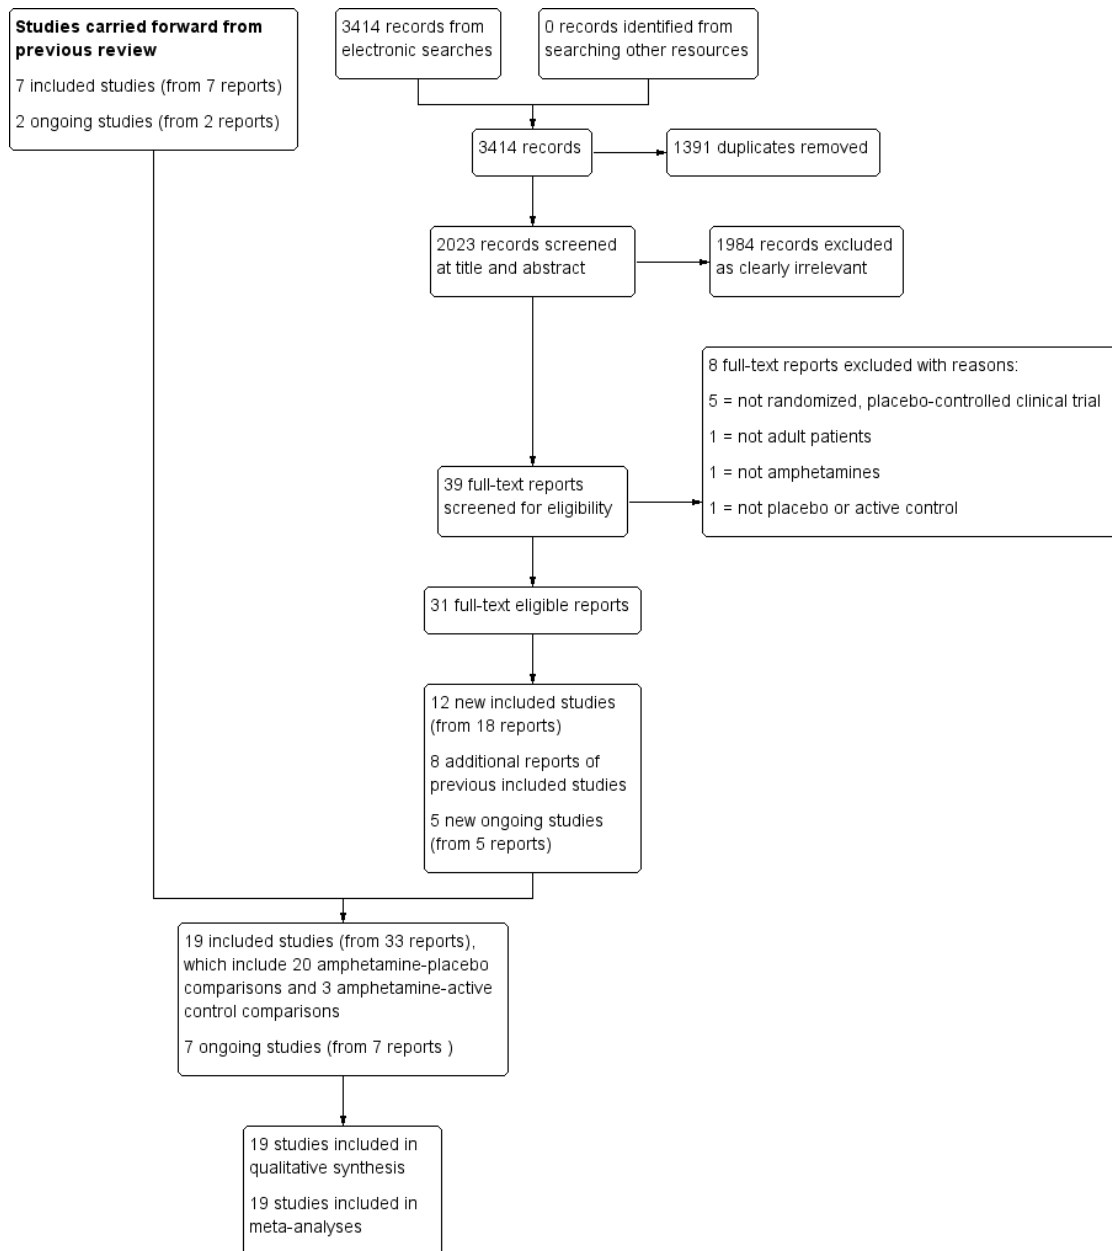 Studies carried forward from
previous review
7 included studies (from 7 reports)
2 ongoing studies (from 2 reports)
3414 records from
electronic searches
0 records identified from
searching other resources
3414 records
1391 duplicates removed
2023 records screened
at title and abstract
1984 records excluded
as clearly irrelevant
8 full-text reports excluded with reasons:
5 = not randomized, placebo-controlled clinical trial
1 = not adult patients
1 = not amphetamines
1 = not placebo or active control
39 full-text reports
screened for eligibility
31 full-text eligible reports
12 new included studies
(from 18 reports)
8 additional reports of
previous included studies
5 new ongoing studies
(from 5 reports)
19 included studies (from 33 reports),
which include 20 amphetamine-placebo
comparisons and 3 amphetamine-active
control comparisons
7 ongoing studies (from 7 reports )
19 studies included in
qualitative synthesis
19 studies included in
meta-analyses